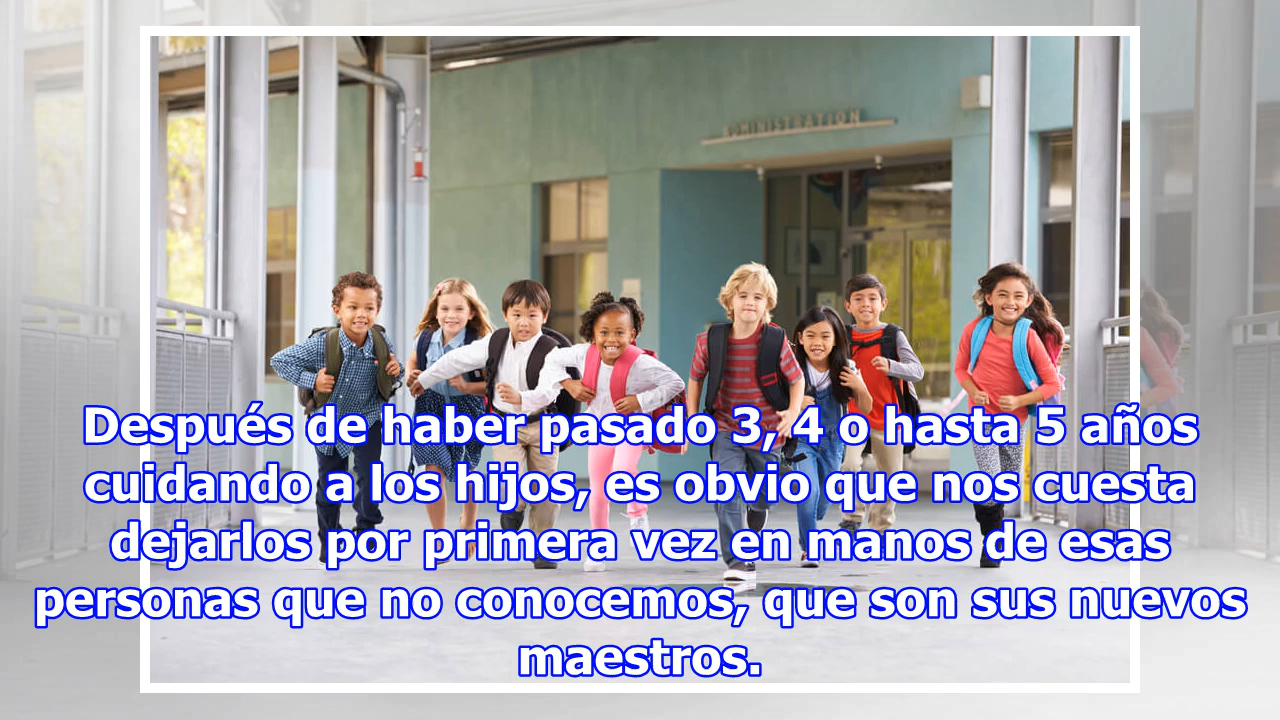 ADMINISTRATION
Después de haber pasado 3, 4 o hasta 5 años
cuidando a los hijos, es obvio que nos cuesta
dejarlos por primera vez en manos de esas
personas que no conocemos, que son sus nuevos
maestros.